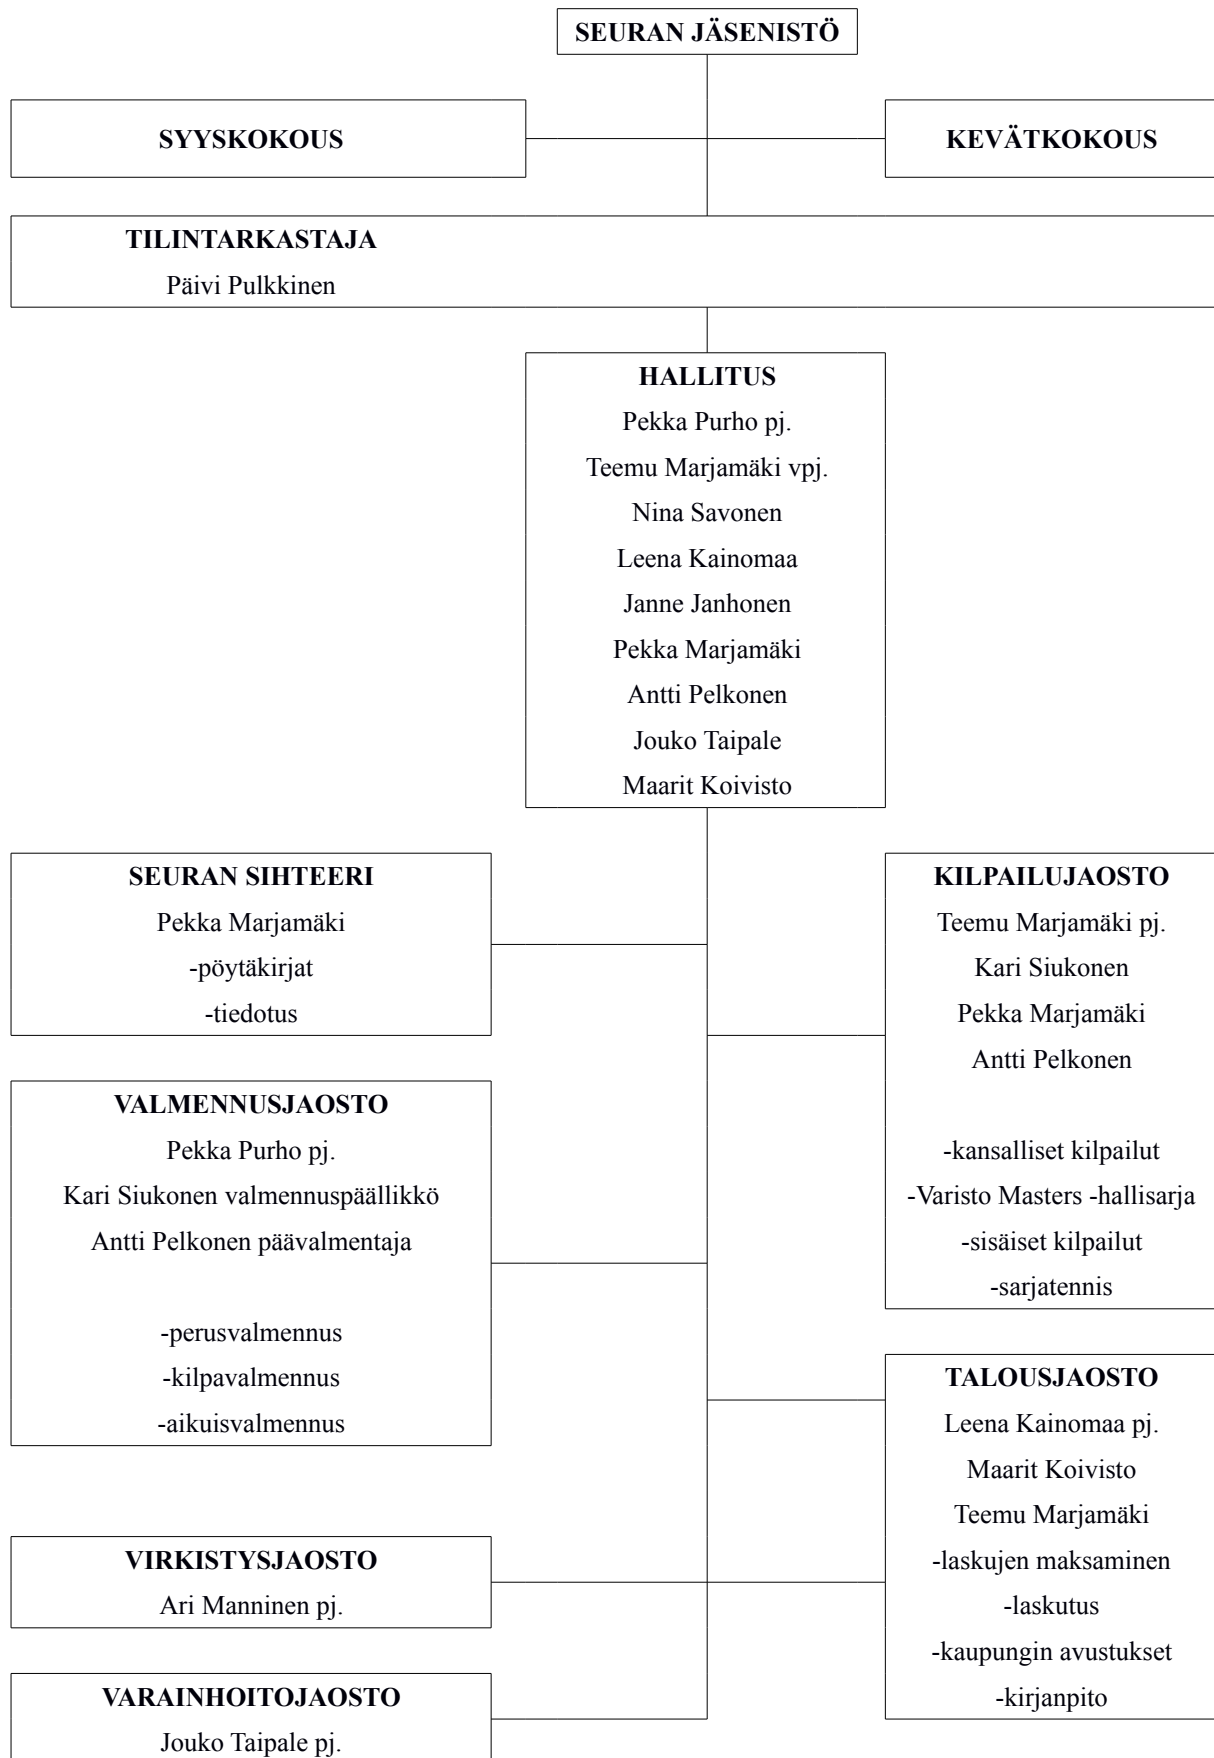 SEURAN JÄSENISTÖ
SYYSKOKOUS
KEVÄTKOKOUS
TILINTARKASTAJA
Päivi Pulkkinen
HALLITUS
Pekka Purho pj.
Teemu Marjamäki vpj.
Nina Savonen
Leena Kainomaa
Janne Janhonen
Pekka Marjamäki
Antti Pelkonen
Jouko Taipale
Maarit Koivisto
SEURAN SIHTEERI
Pekka Marjamäki
-pöytäkirjat
-tiedotus
KILPAILUJAOSTO
Teemu Marjamäki pj.
Kari Siukonen
Pekka Marjamäki
Antti Pelkonen
-kansalliset kilpailut
-Varisto Masters -hallisarja
-sisäiset kilpailut
-sarjatennis
VALMENNUSJAOSTO
Pekka Purho pj.
Kari Siukonen valmennuspäällikkö
Antti Pelkonen päävalmentaja
-perusvalmennus
-kilpavalmennus
-aikuisvalmennus
TALOUSJAOSTO
Leena Kainomaa pj.
Maarit Koivisto
Teemu Marjamäki
-laskujen maksaminen
-laskutus
-kaupungin avustukset
-kirjanpito
VIRKISTYSJAOSTO
Ari Manninen pj.
VARAINHOITOJAOSTO
Jouko Taipale pj.